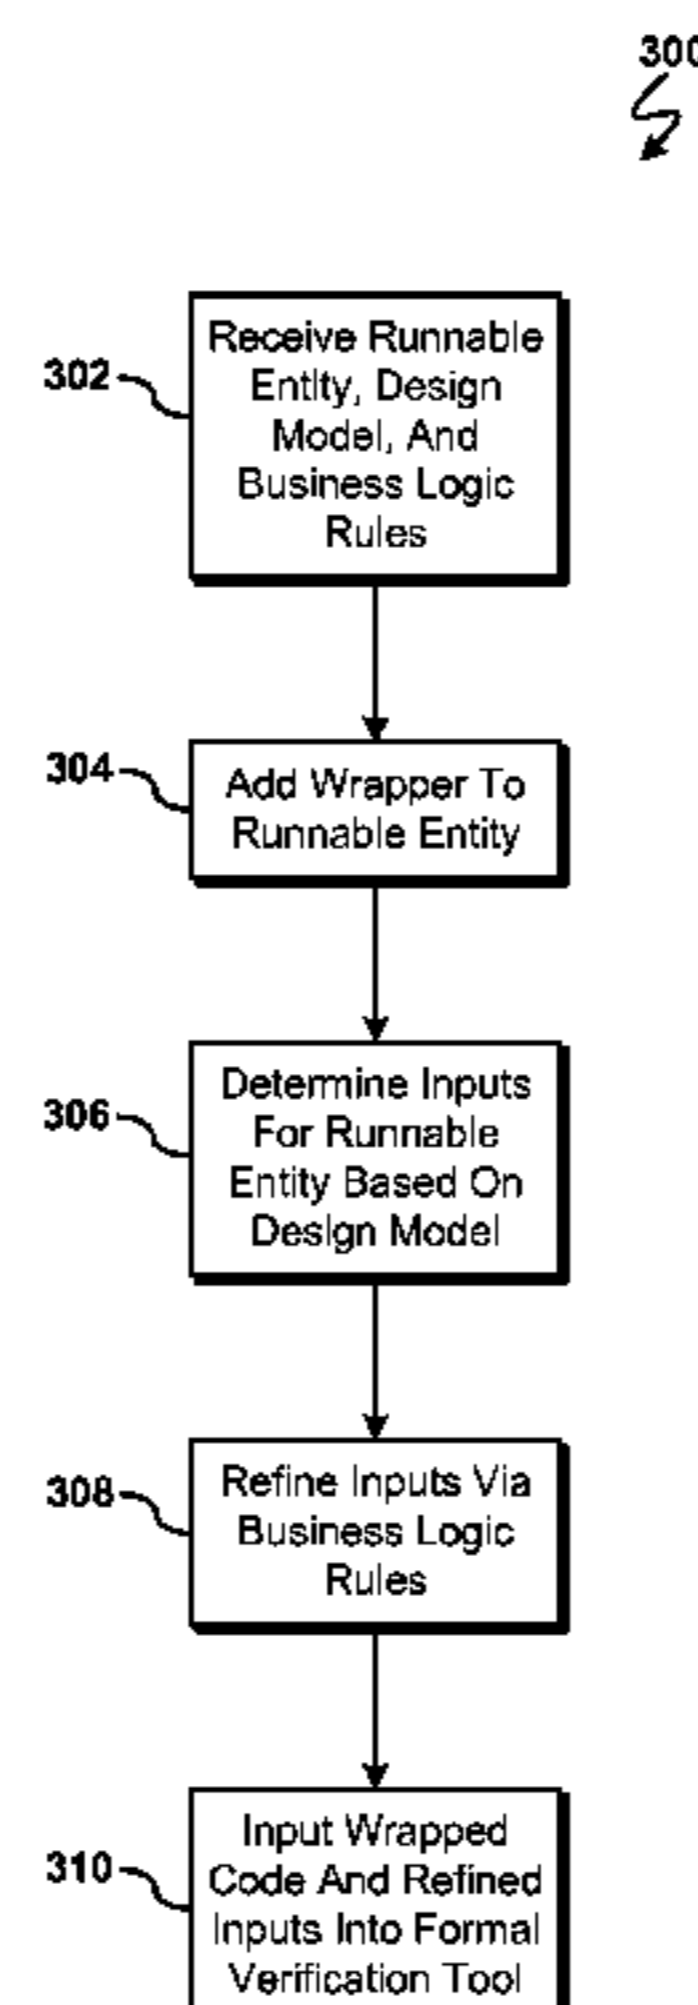 300
302
Receive Runnable
Entity, Design
Model, And
Business Logic
Rules
304
Add Wrapper To
Runnable Entity
306
Determine Inputs
For Runnable
Entity Based On
Design Model
308
Refine Inputs Via
Business Logic
Rules
310
Input Wrapped
Code And Refined
Inputs Into Formal
Verification Tool